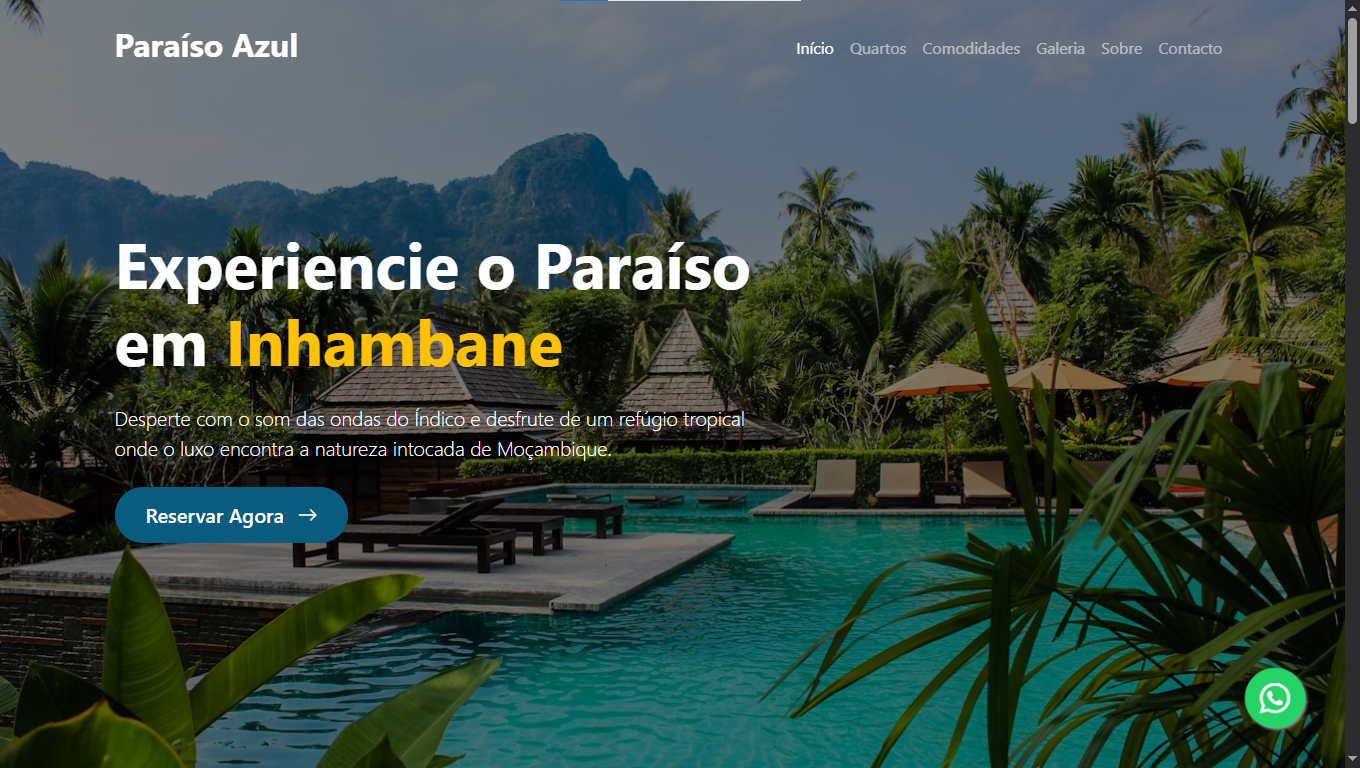 Paraíso Azul
Início Quartos Comodidades Galeria Sobre Contacto
Experiencie o Paraíso
em Inhambane
Desperte com o som das ondas do Índico e desfrute de um refúgio tropical
onde o luxo encontra a natureza intocada de Moçambique.
Reservar Agora →